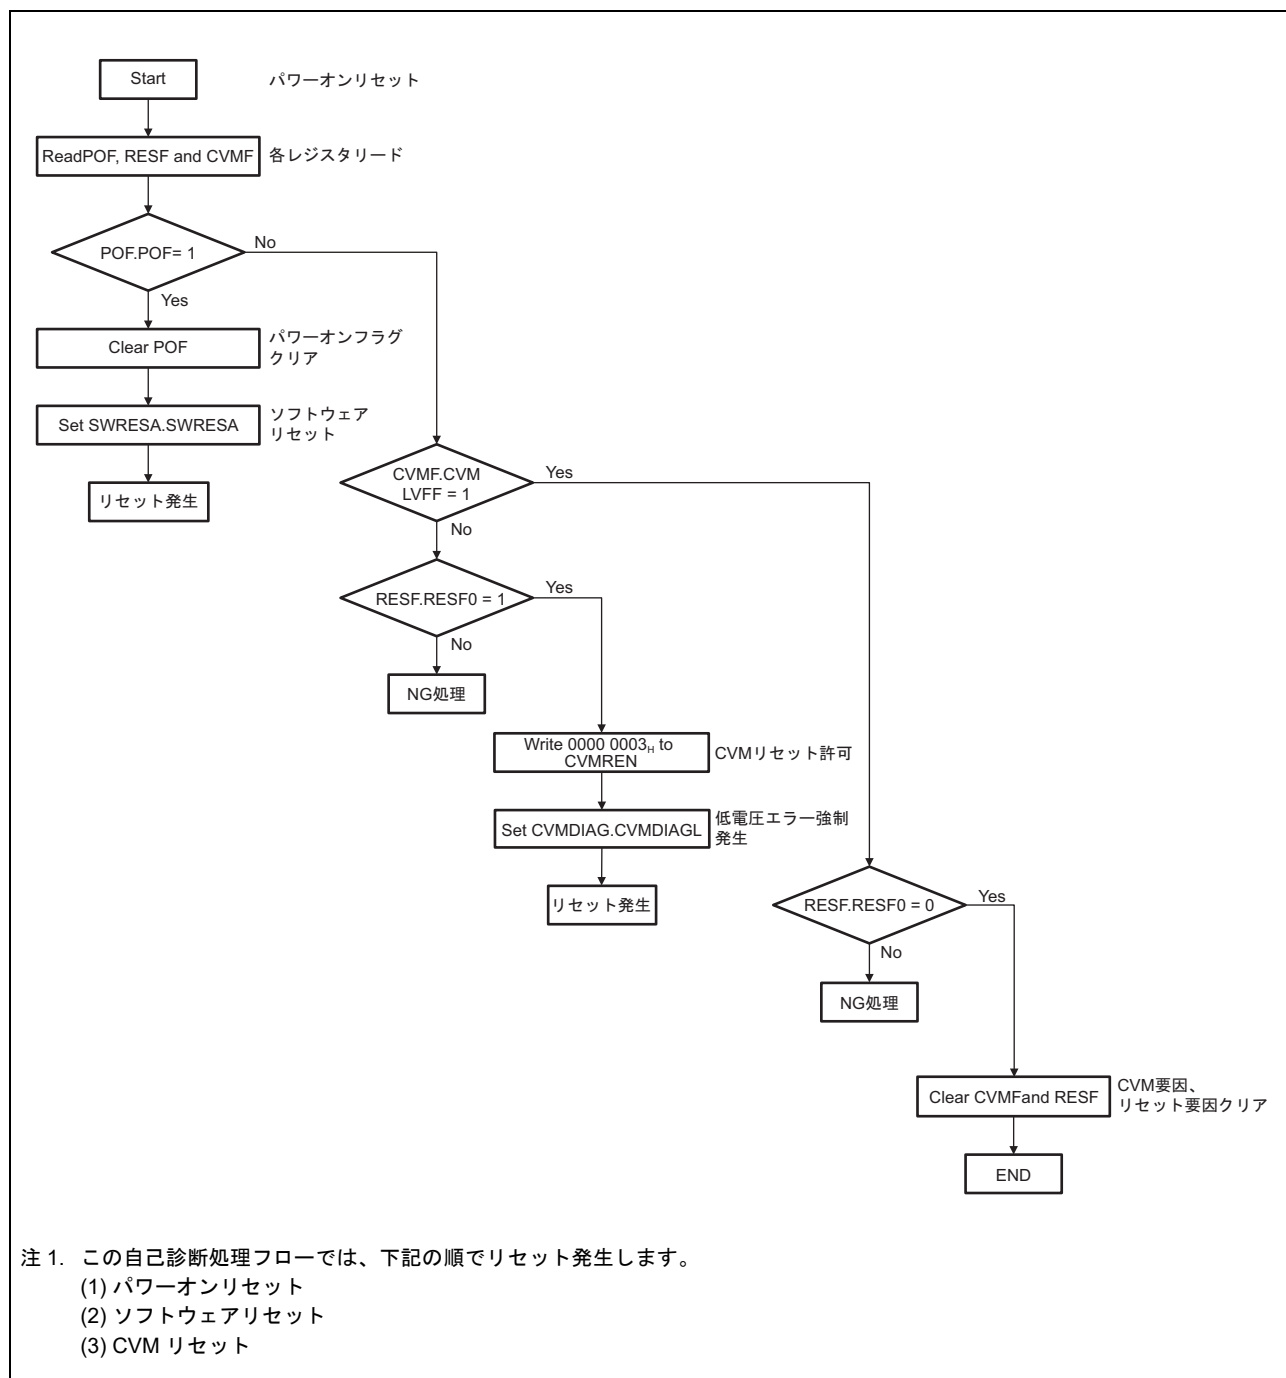 Start
パワーオンリセット
ReadPOF, RESF and CVMF
各レジスタリード
POF.POF= 1
No
Yes
Clear POF
パワーオンフラグ
クリア
Set SWRESA.SWRESA
ソフトウェア
リセット
リセット発生
CVMF.CVM
LVFF = 1
Yes
No
RESF.RESF0 = 1
Yes
No
NG処理
Write 0000 0003H to
CVMREN
CVMリセット許可
Set CVMDIAG.CVMDIAGL
低電圧エラー強制
発生
リセット発生
RESF.RESF0 = 0
Yes
No
NG処理
Clear CVMFand RESF
CVM要因、
リセット要因クリア
END
注 1. この自己診断処理フローでは、下記の順でリセット発生します。
(1) パワーオンリセット
(2) ソフトウェアリセット
(3) CVM リセット